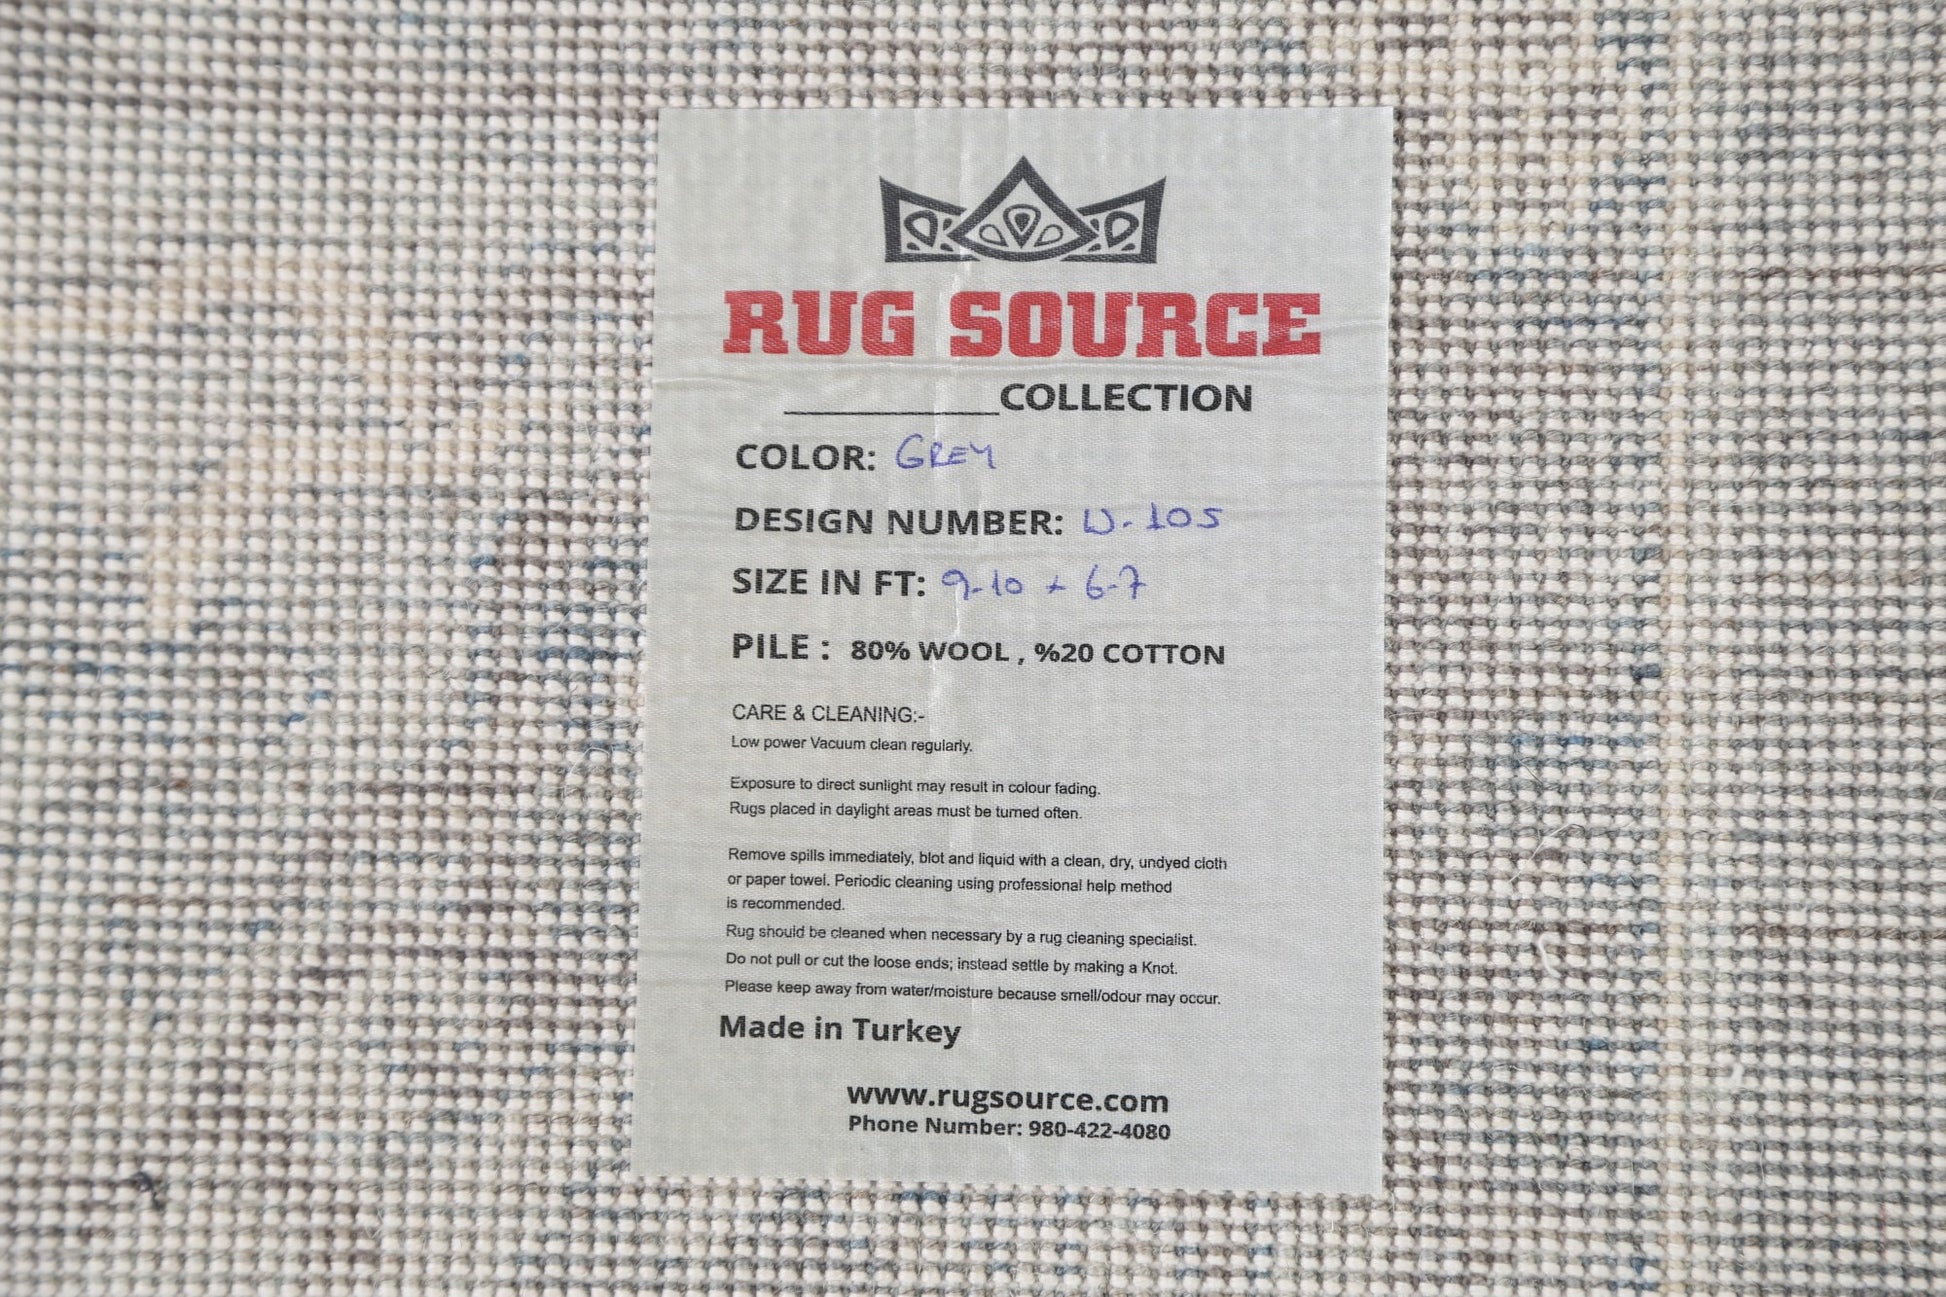 RUG SOURCE
___________COLLECTION
COLOR: GREY
DESIGN NUMBER: U-105
SIZE IN FT: 9-10 x 6-7
PILE : 80% WOOL , %20 COTTON
CARE & CLEANING:-
Low power Vacuum clean regularly.
Exposure to direct sunlight may result in colour fading.
Rugs placed in daylight areas must be turned often.
Remove spills immediately, blot and liquid with a clean, dry, undyed cloth
or paper towel. Periodic cleaning using professional help method
is recommended.
Rug should be cleaned when necessary by a rug cleaning specialist.
Do not pull or cut the loose ends; instead settle by making a Knot.
Please keep away from water/moisture because smell/odour may occur.
Made in Turkey
www.rugsource.com
Phone Number: 980-422-4080